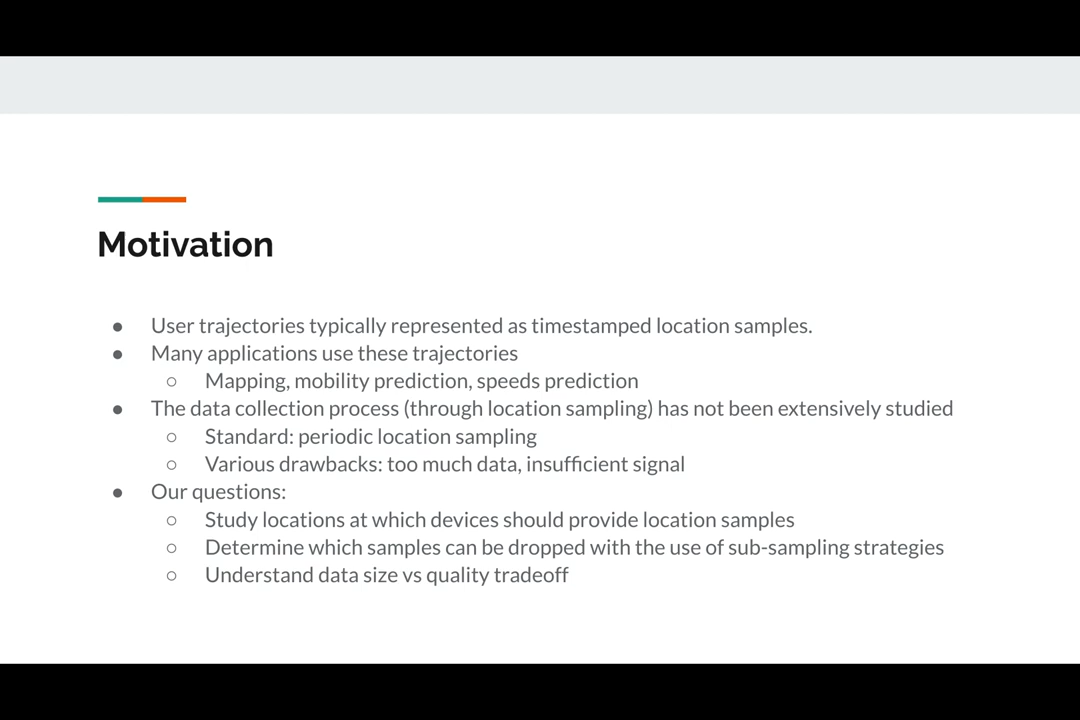 Motivation
● User trajectories typically represented as timestamped location samples.
● Many applications use these trajectories
○ Mapping, mobility prediction, speeds prediction
● The data collection process (through location sampling) has not been extensively studied
○ Standard: periodic location sampling
○ Various drawbacks: too much data, insufficient signal
● Our questions:
○ Study locations at which devices should provide location samples
○ Determine which samples can be dropped with the use of sub-sampling strategies
○ Understand data size vs quality tradeoff